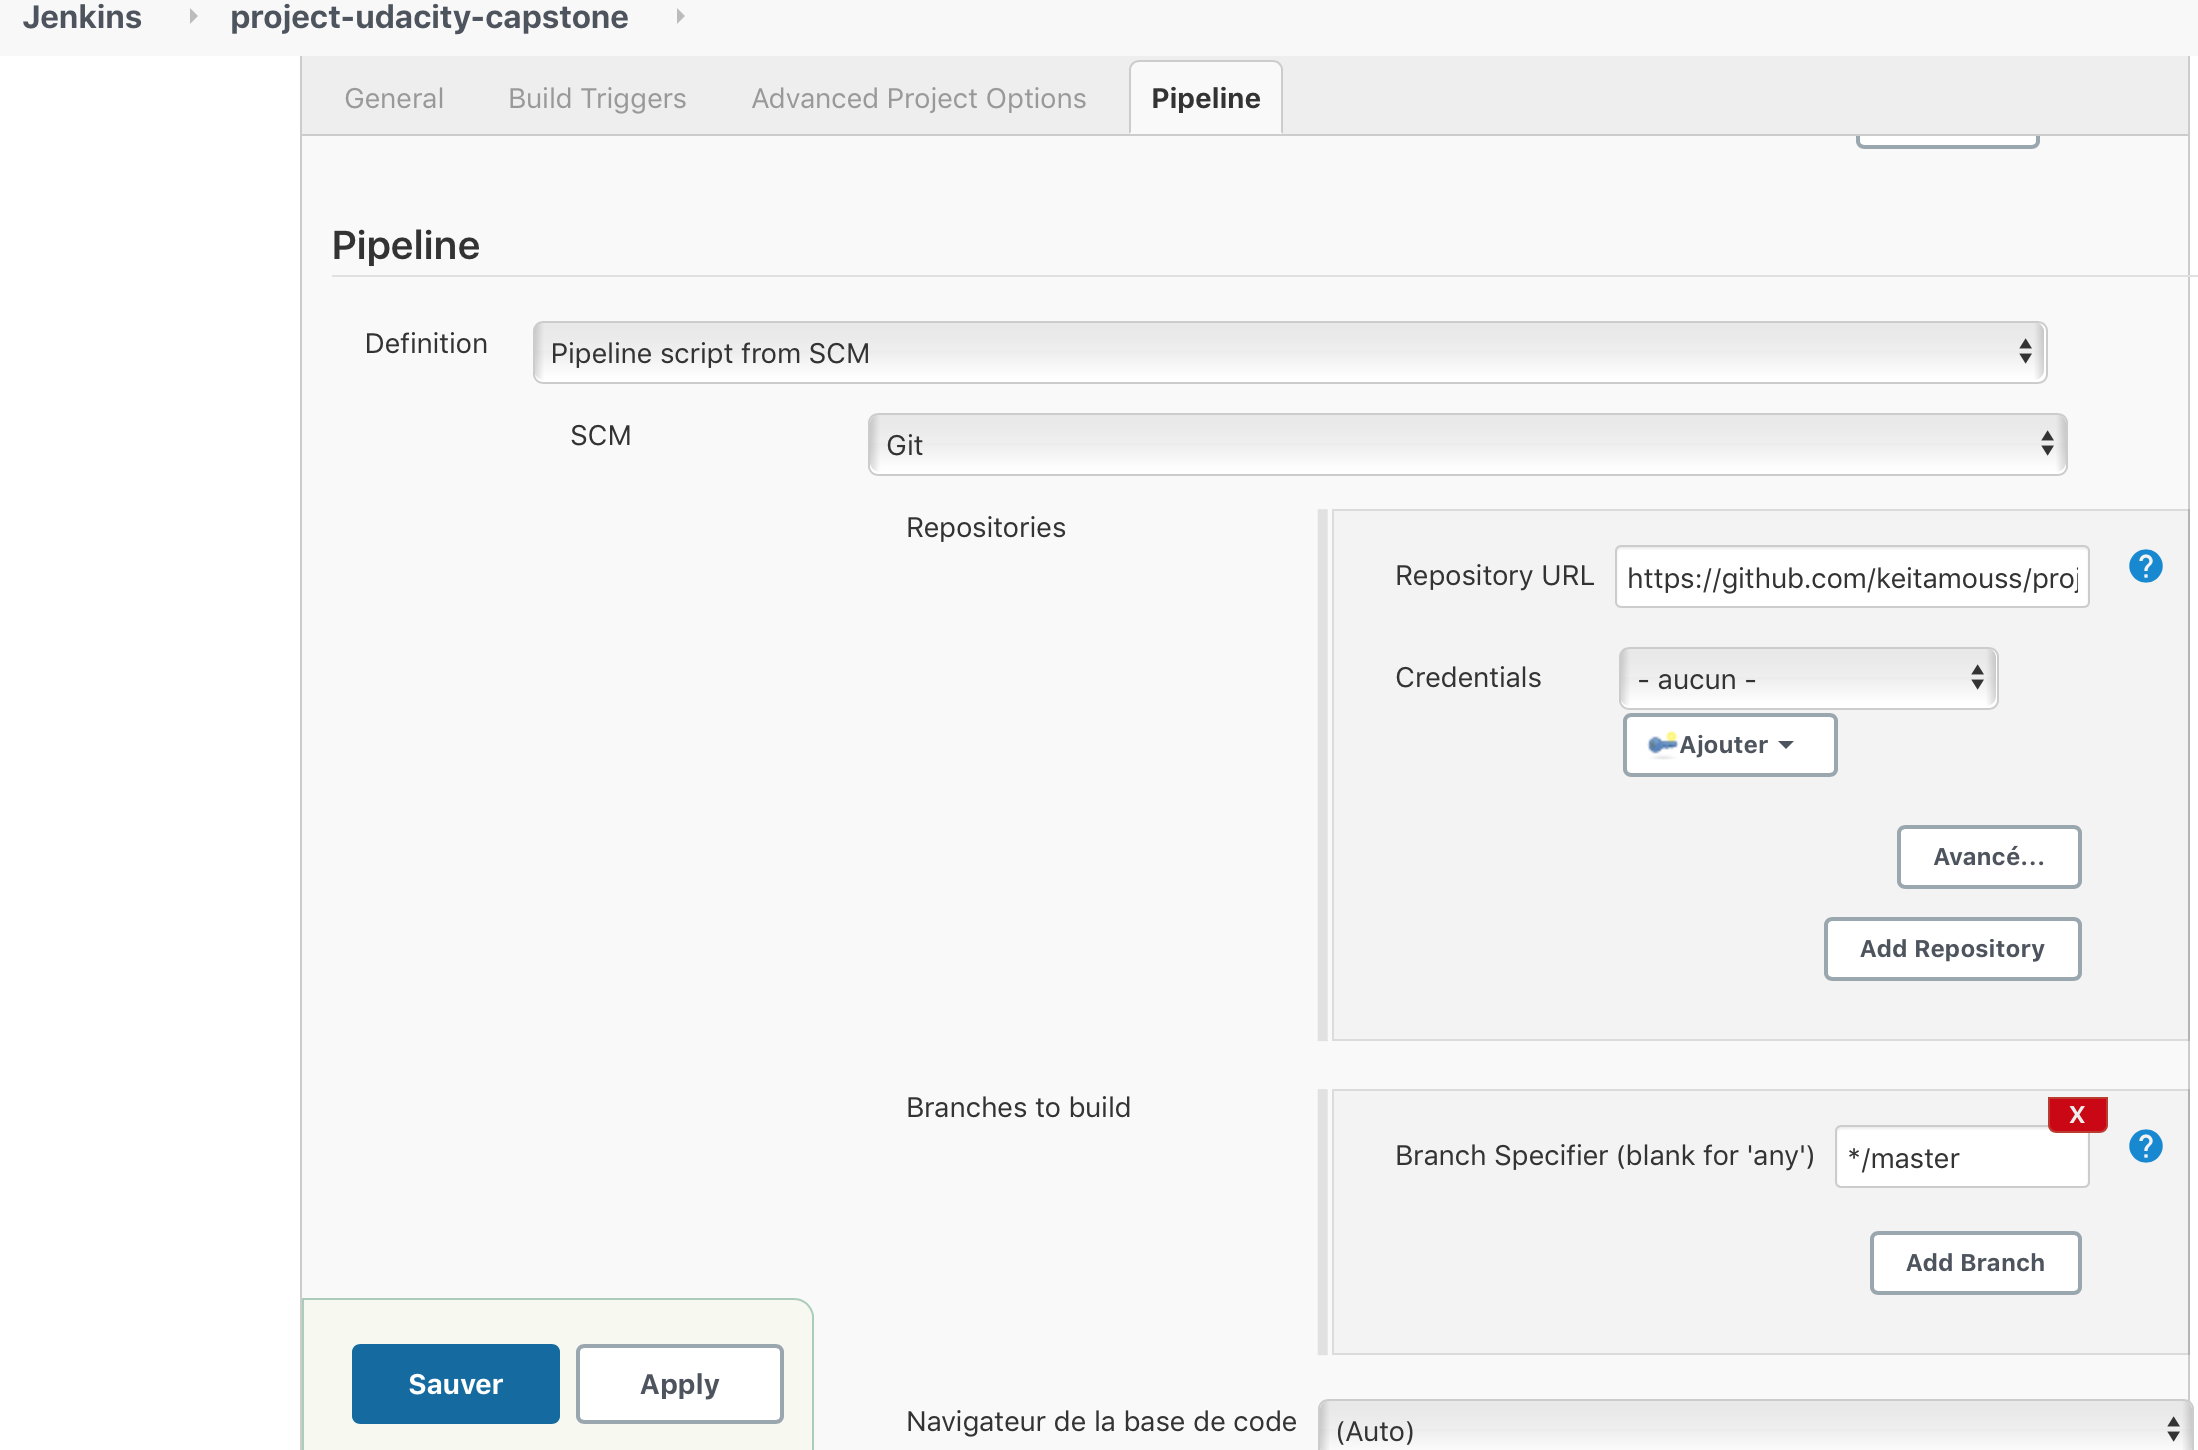 Jenkins
project-udacity-capstone
General
Build Triggers
Advanced Project Options
Pipeline
Pipeline
Definition
Pipeline script from SCM
SCM
Git
Repositories
Repository URL
https://github.com/keitamouss/proj
?
Credentials
- aucun -
Ajouter
Avancé...
Add Repository
Branches to build
X
Branch Specifier (blank for 'any')
*/master
?
Add Branch
Sauver
Apply
Navigateur de la base de code
(Auto)